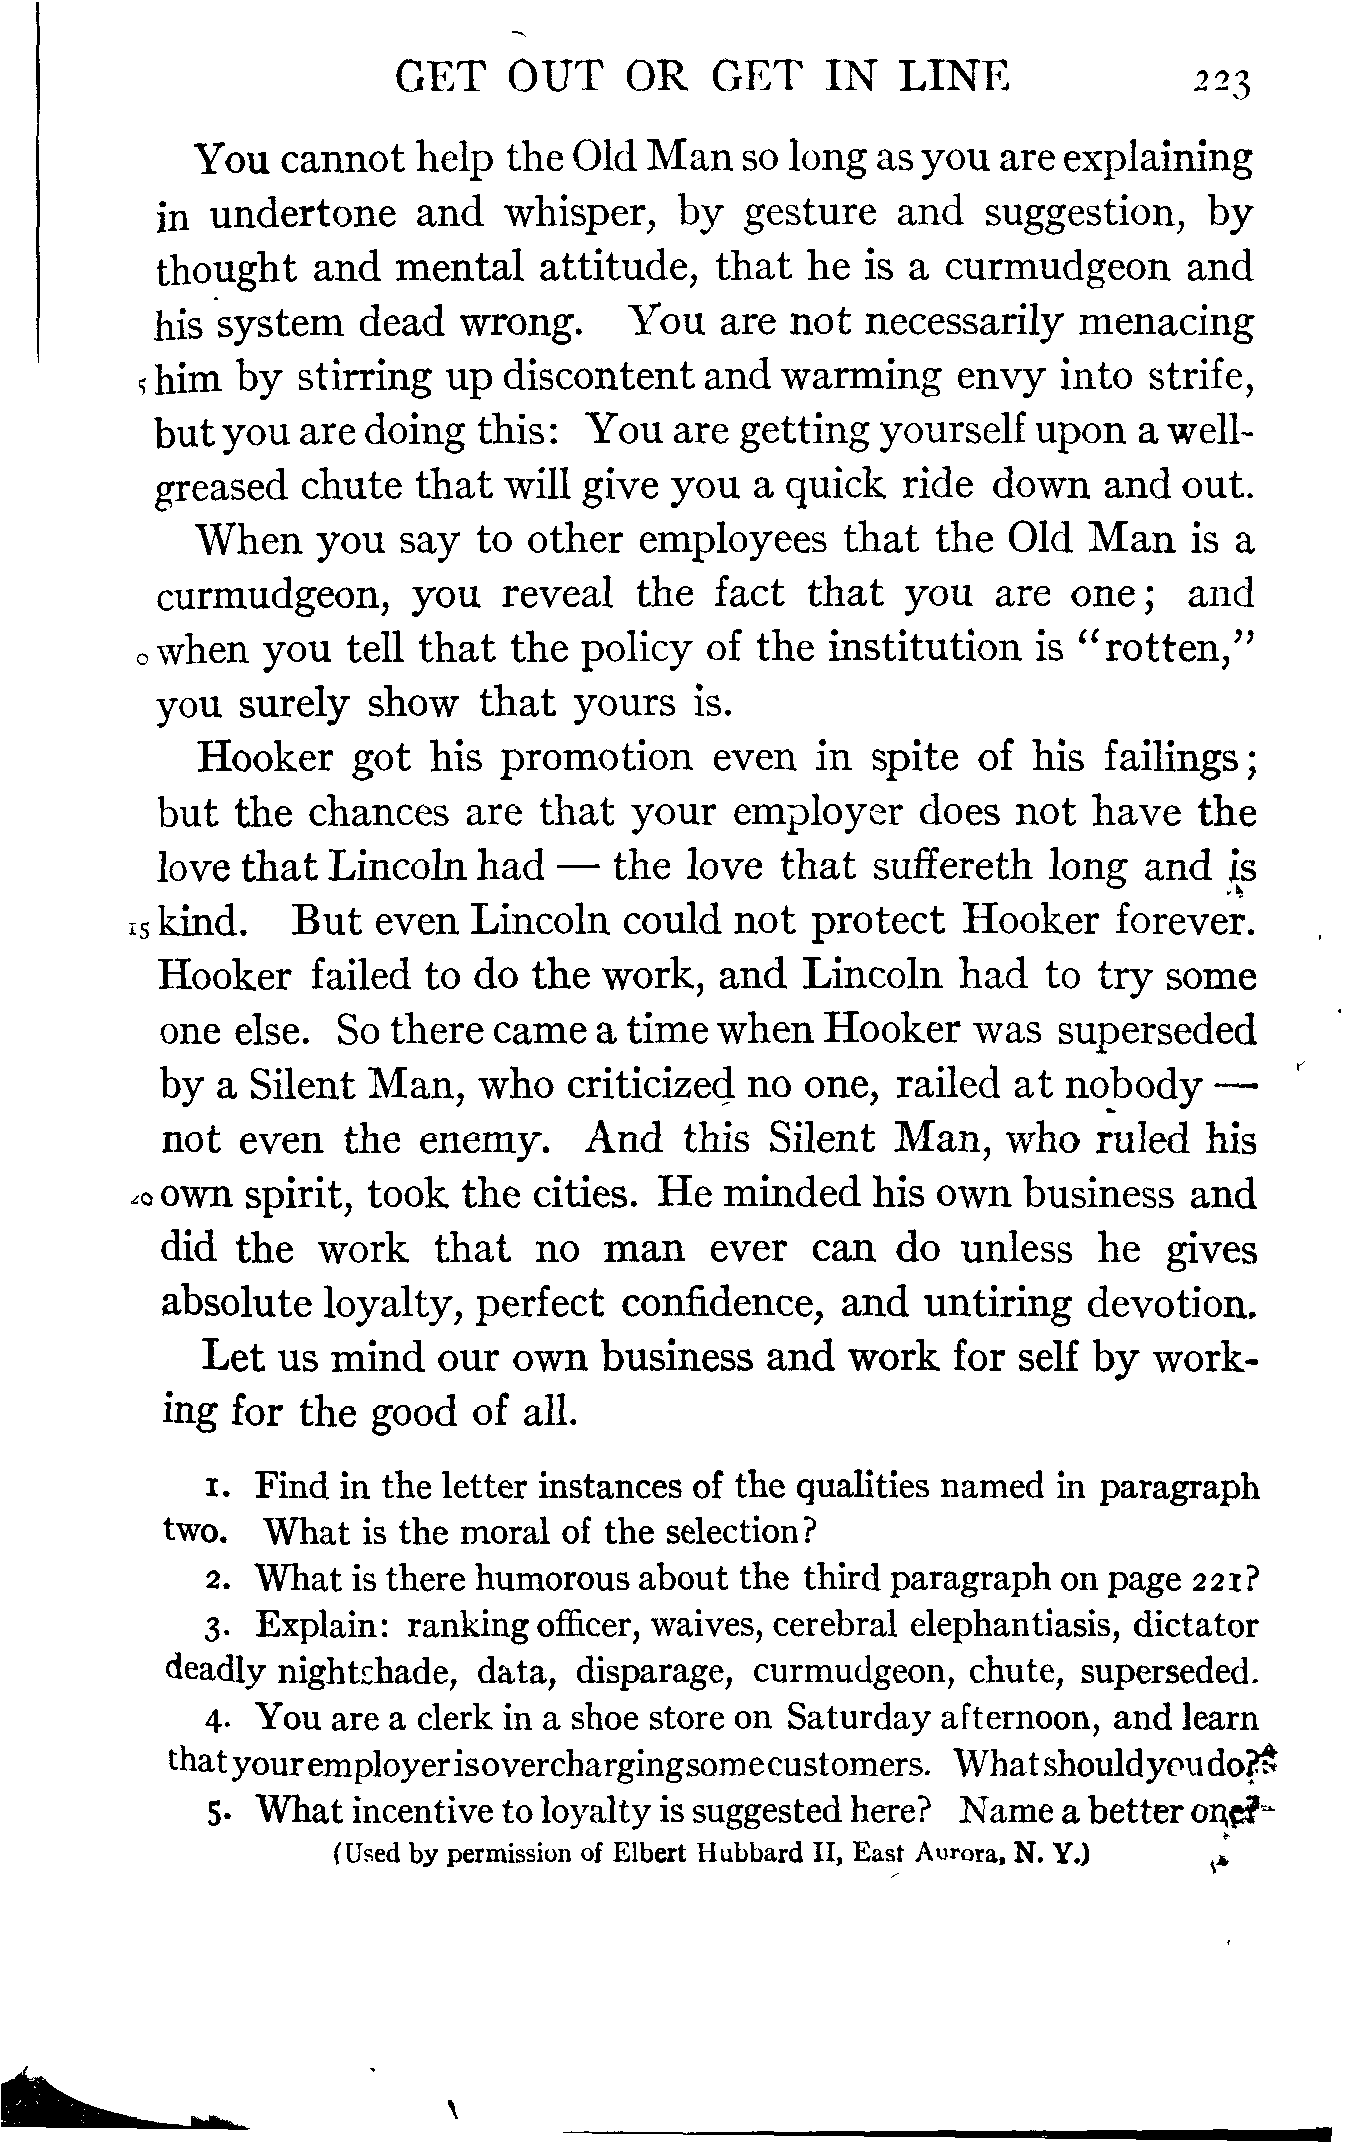 GET OUT OR GET IN LINE 223
You cannot help the Old Man so long as you are explaining
in undertone and whisper, by gesture and suggestion, by
thought and mental attitude, that he is a curmudgeon and
his system dead wrong. You are not necessarily menacing
5 him by stirring up discontent and warming envy into strife,
but you are doing this: You are getting yourself upon a well-
greased chute that will give you a quick ride down and out.
When you say to other employees that the Old Man is a
curmudgeon, you reveal the fact that you are one; and
0 when you tell that the policy of the institution is "rotten,"
you surely show that yours is.
Hooker got his promotion even in spite of his failings;
but the chances are that your employer does not have the
love that Lincoln had — the love that suffereth long and is
15 kind. But even Lincoln could not protect Hooker forever.
Hooker failed to do the work, and Lincoln had to try some
one else. So there came a time when Hooker was superseded
by a Silent Man, who criticized no one, railed at nobody —
not even the enemy. And this Silent Man, who ruled his
20 own spirit, took the cities. He minded his own business and
did the work that no man ever can do unless he gives
absolute loyalty, perfect confidence, and untiring devotion.
Let us mind our own business and work for self by work-
ing for the good of all.
1. Find in the letter instances of the qualities named in paragraph
two. What is the moral of the selection?
2. What is there humorous about the third paragraph on page 221?
3. Explain: ranking officer, waives, cerebral elephantiasis, dictator
deadly nightshade, data, disparage, curmudgeon, chute, superseded.
4. You are a clerk in a shoe store on Saturday afternoon, and learn
that your employer is overcharging some customers. What should you do?
5. What incentive to loyalty is suggested here? Name a better one?
(Used by permission of Elbert Hubbard II, East Aurora, N. Y.)